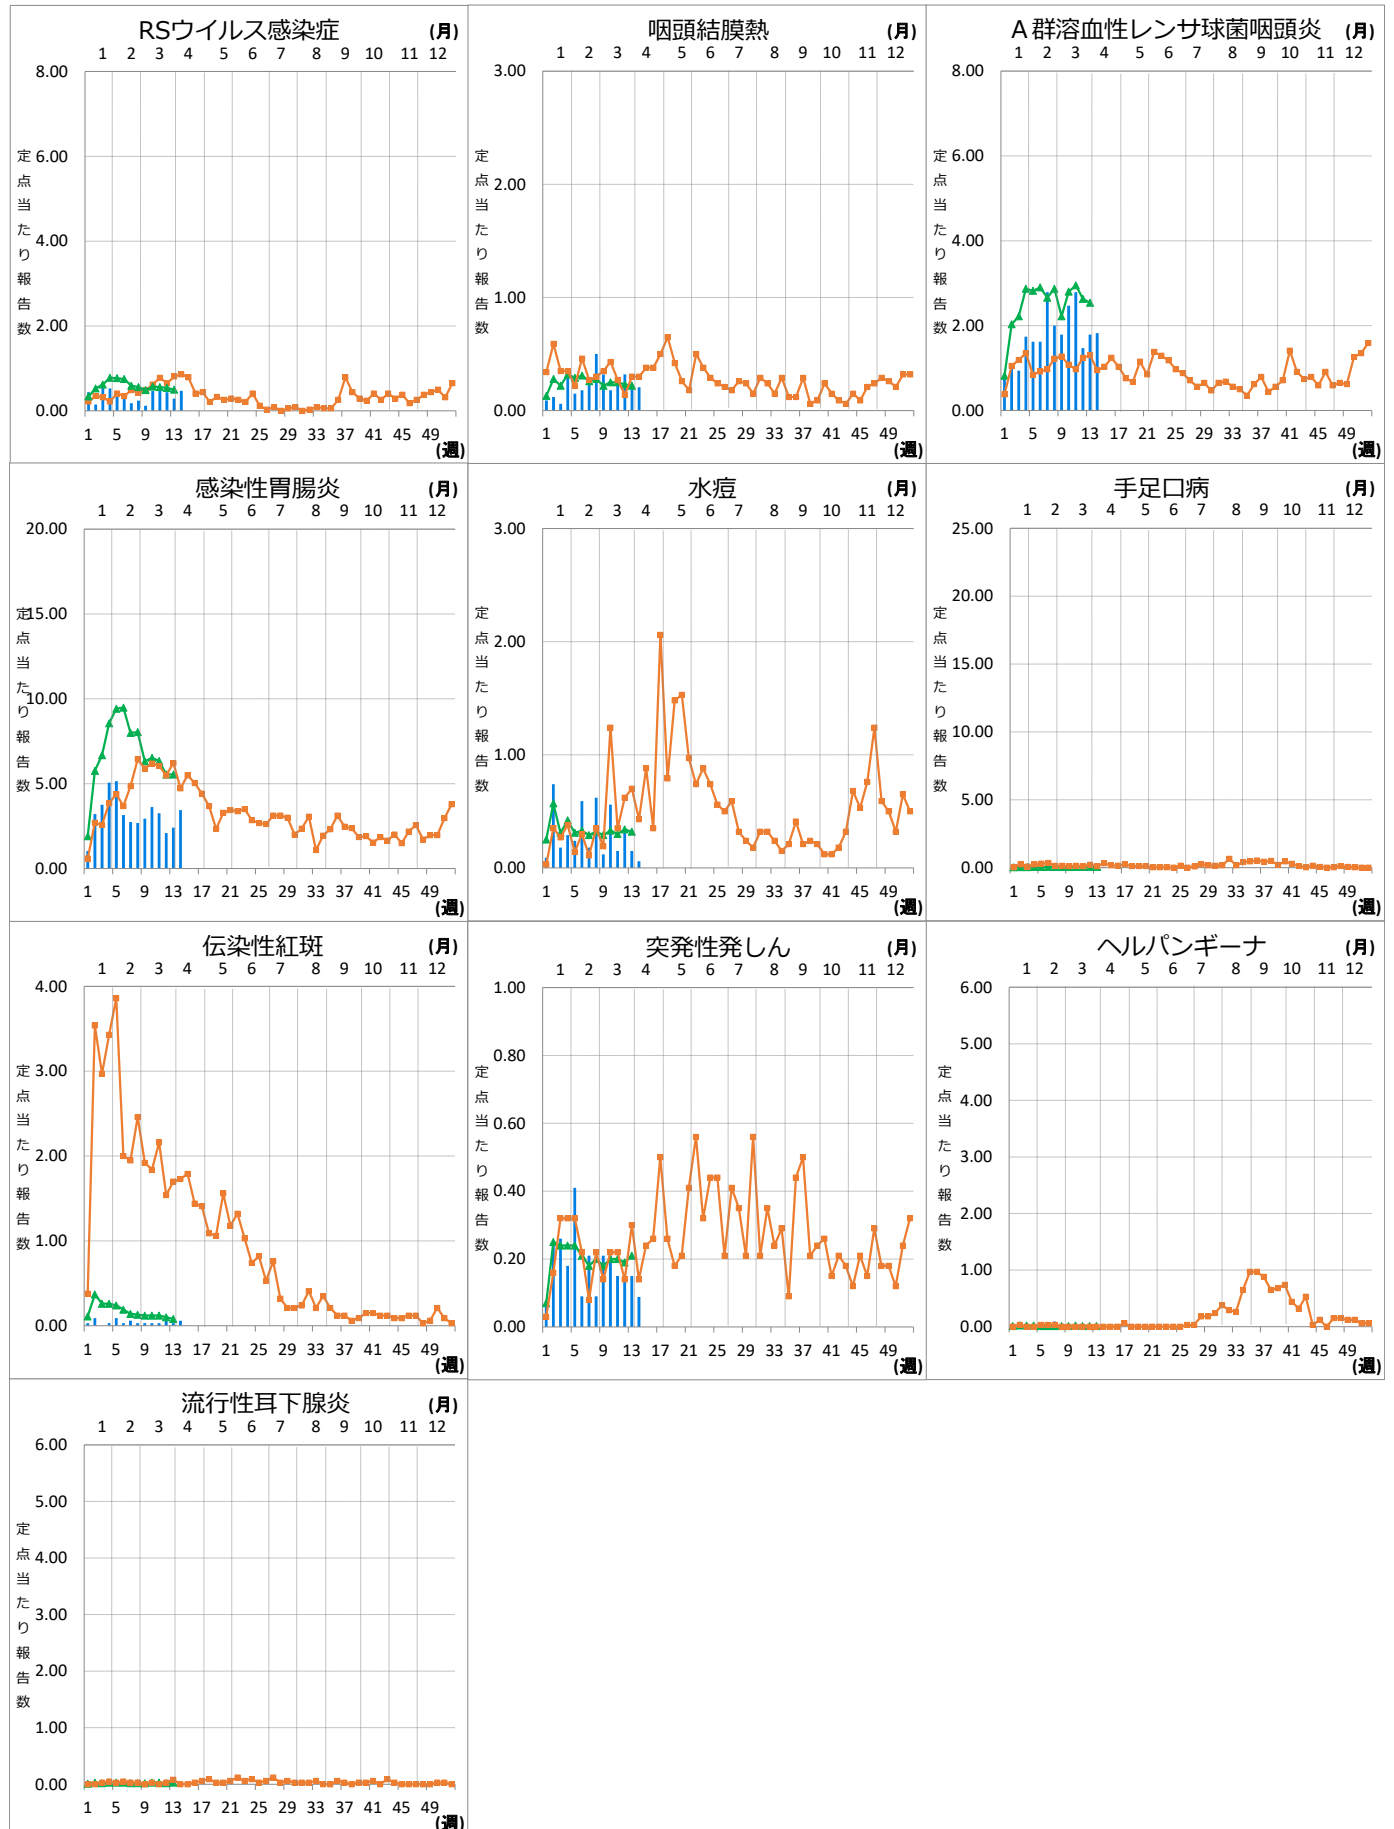 RSウイルス感染症
(月)
1 2 3 4 5 6 7 8 9 10 11 12
8.00
6.00
4.00
2.00
0.00
定点当たり報告数
1 5 9 13 17 21 25 29 33 37 41 45 49
(週)
咽頭結膜熱
(月)
1 2 3 4 5 6 7 8 9 10 11 12
3.00
2.00
1.00
0.00
定点当たり報告数
1 5 9 13 17 21 25 29 33 37 41 45 49
(週)
A群溶血性レンサ球菌咽頭炎
(月)
1 2 3 4 5 6 7 8 9 10 11 12
8.00
6.00
4.00
2.00
0.00
定点当たり報告数
1 5 9 13 17 21 25 29 33 37 41 45 49
(週)
感染性胃腸炎
(月)
1 2 3 4 5 6 7 8 9 10 11 12
20.00
15.00
10.00
5.00
0.00
定点当たり報告数
1 5 9 13 17 21 25 29 33 37 41 45 49
(週)
水痘
(月)
1 2 3 4 5 6 7 8 9 10 11 12
3.00
2.00
1.00
0.00
定点当たり報告数
1 5 9 13 17 21 25 29 33 37 41 45 49
(週)
手足口病
(月)
1 2 3 4 5 6 7 8 9 10 11 12
25.00
20.00
15.00
10.00
5.00
0.00
定点当たり報告数
1 5 9 13 17 21 25 29 33 37 41 45 49
(週)
伝染性紅斑
(月)
1 2 3 4 5 6 7 8 9 10 11 12
4.00
3.00
2.00
1.00
0.00
定点当たり報告数
1 5 9 13 17 21 25 29 33 37 41 45 49
(週)
突発性発しん
(月)
1 2 3 4 5 6 7 8 9 10 11 12
1.00
0.80
0.60
0.40
0.20
0.00
定点当たり報告数
1 5 9 13 17 21 25 29 33 37 41 45 49
(週)
ヘルパンギーナ
(月)
1 2 3 4 5 6 7 8 9 10 11 12
6.00
5.00
4.00
3.00
2.00
1.00
0.00
定点当たり報告数
1 5 9 13 17 21 25 29 33 37 41 45 49
(週)
流行性耳下腺炎
(月)
1 2 3 4 5 6 7 8 9 10 11 12
6.00
5.00
4.00
3.00
2.00
1.00
0.00
定点当たり報告数
1 5 9 13 17 21 25 29 33 37 41 45 49
(週)